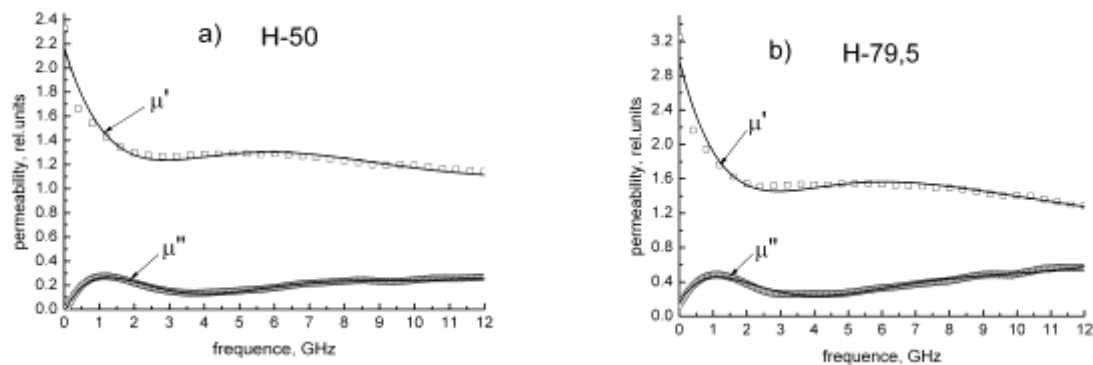 a) H-50
permeability, rel.units
2.4
2.2
2.0
1.8
1.6
1.4
1.2
1.0
0.8
0.6
0.4
0.2
0.0
μ'
μ"
0 1 2 3 4 5 6 7 8 9 10 11 12
frequence, GHz
b) H-79,5
permeability, rel.units
3.2
2.8
2.4
2.0
1.6
1.2
0.8
0.4
0.0
μ'
μ"
0 1 2 3 4 5 6 7 8 9 10 11 12
frequence, GHz